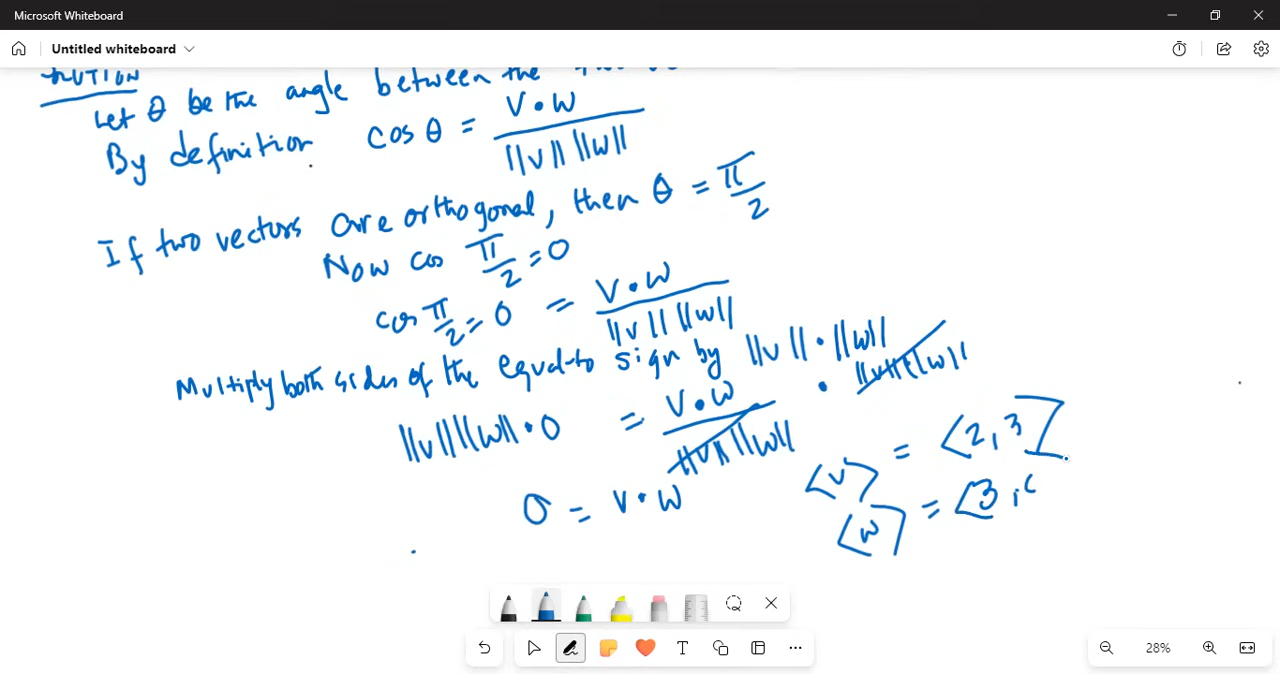 Microsoft Whiteboard
Untitled whiteboard
Let θ be the angle between the
By definition cos θ = V • W / ||V|| ||W||
If two vectors are orthogonal, then θ = π/2
Now cos π/2 = 0
cos π/2 = 0 = V • W / ||V|| ||W||
Multiply both sides of the equal-to sign by ||V|| • ||W||
||V|| ||W|| • 0 = V • W / ||V|| ||W|| • ||V|| ||W||
0 = V • W
[V] = [2, 3]
[W] = [3,
28%